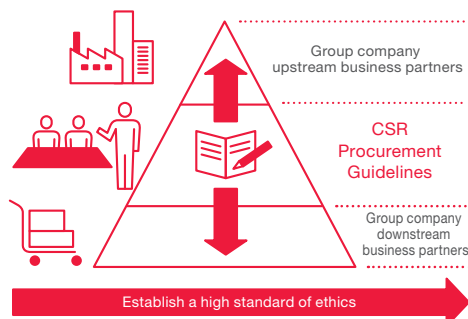 Group company
upstream business partners
CSR
Procurement
Guidelines
Group company
downstream
business partners
Establish a high standard of ethics